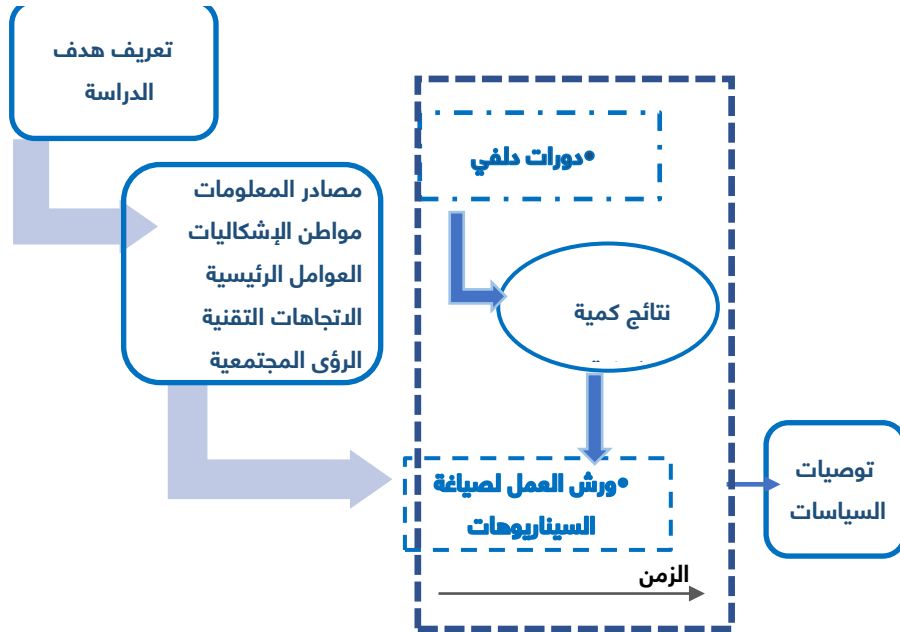 تعريف هدف
الدراسة
مصادر المعلومات
مواطن الإشكاليات
العوامل الرئيسية
الاتجاهات التقنية
الرؤى المجتمعية
•دورات دلفي
نتائج كمية
•ورش العمل لصياغة
السيناريوهات
الزمن
توصيات
السياسات